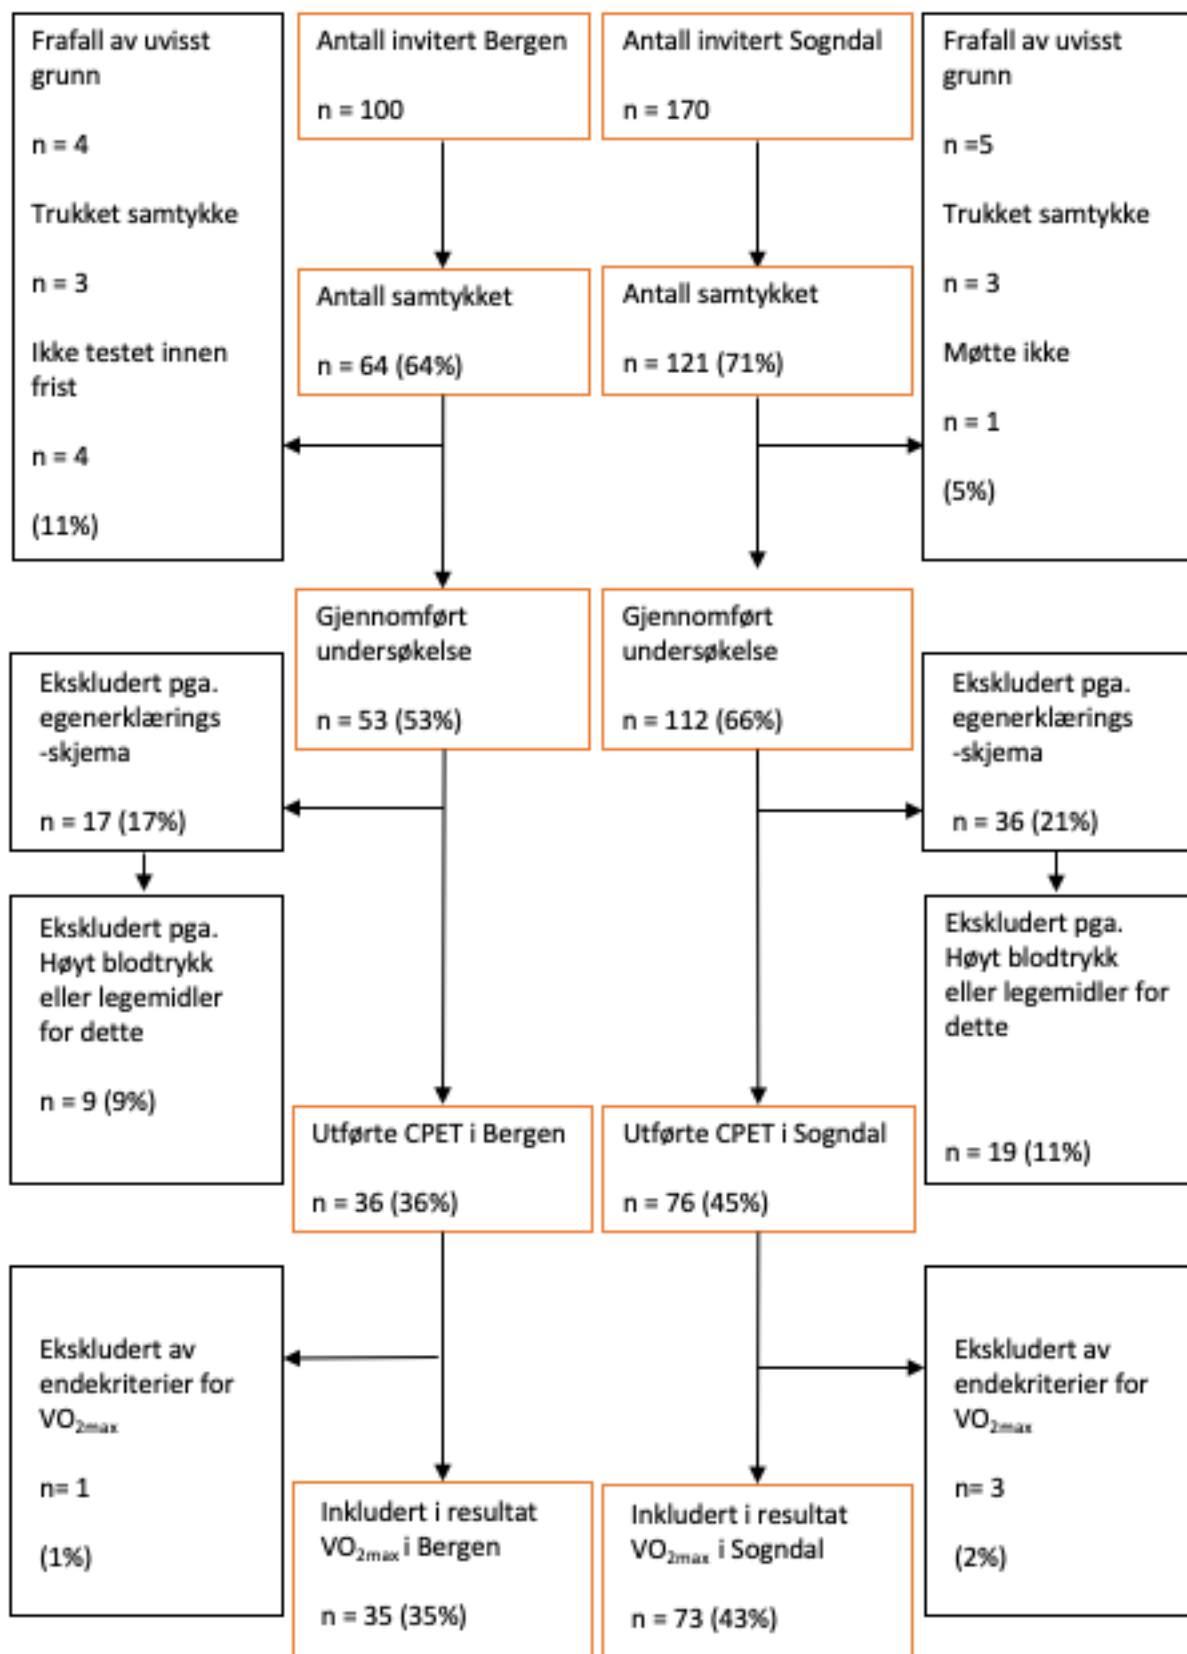 Frafall av uvisst
grunn
n = 4
Trukket samtykke
n = 3
Ikke testet innen
frist
n = 4
(11%)
Antall invitert Bergen
n = 100
Antall invitert Sogndal
n = 170
Frafall av uvisst
grunn
n =5
Trukket samtykke
n = 3
Møtte ikke
n = 1
(5%)
Antall samtykket
n = 64 (64%)
Antall samtykket
n = 121 (71%)
Gjennomført
undersøkelse
n = 53 (53%)
Gjennomført
undersøkelse
n = 112 (66%)
Ekskludert pga.
egenerklærings
-skjema
n = 17 (17%)
Ekskludert pga.
egenerklærings
-skjema
n = 36 (21%)
Ekskludert pga.
Høyt blodtrykk
eller legemidler
for dette
n = 9 (9%)
Ekskludert pga.
Høyt blodtrykk
eller legemidler for
dette
n = 19 (11%)
Utførte CPET i Bergen
n = 36 (36%)
Utførte CPET i Sogndal
n = 76 (45%)
Ekskludert av
endekriterier for
VO₂max
n= 1
(1%)
Ekskludert av
endekriterier for
VO₂max
n= 3
(2%)
Inkludert i resultat
VO₂max i Bergen
n = 35 (35%)
Inkludert i resultat
VO₂max i Sogndal
n = 73 (43%)